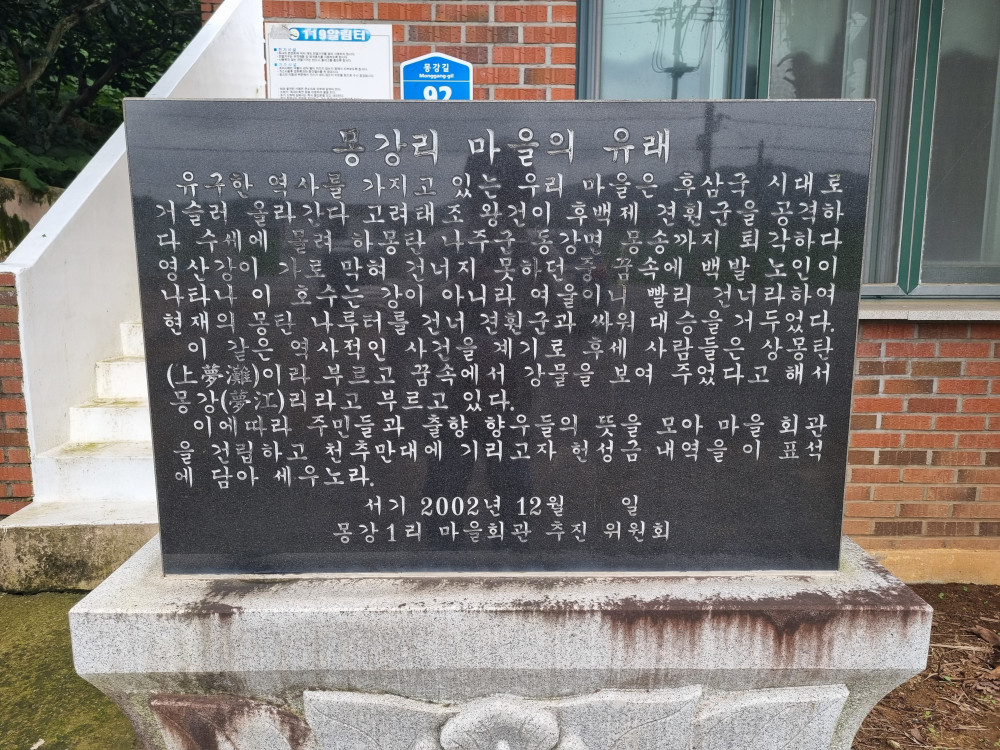 119알림터
몽강길
Monggang-gil
92
몽강리 마을의 유래
유구한 역사를 가지고 있는 우리 마을은 후삼국 시대로
거슬러 올라간다 고려태조 왕건이 후백제 견훤군을 공격하
다 수세에 몰려 하몽탄 나주군 동강면 몽송까지 퇴각하다
영산강이 가로 막혀 건너지 못하던중 꿈속에 백발 노인이
나타나 이 호수는 강이 아니라 여울이니 빨리 건너라하여
현재의 몽탄 나루터를 건너 견훤군과 싸워 대승을거두었다.
이 같은 역사적인 사건을 계기로 후세 사람들은 상몽탄
(上夢灘)이라 부르고 꿈속에서 강물을 보여 주었다고 해서
몽강(夢江)리라고 부르고 있다.
이에따라 주민들과 출향 향우들의 뜻을 모아 마을 회관
을 건립하고 천추만대에 기리고자 헌성금 내역을 이 표석
에 담아 세우노라.
서기 2002년 12월 일
몽강1리 마을회관 추진 위원회